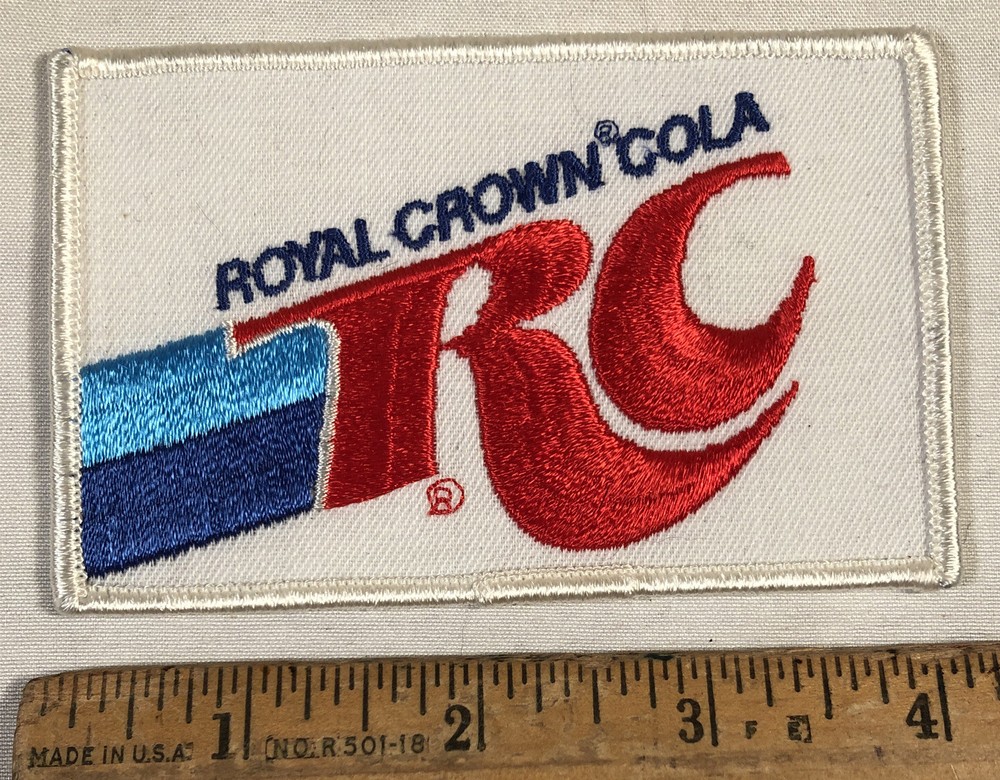 ROYAL CROWN® COLA
RC®
1 2 3 4
MADE IN U.S.A. NO. R 501-18 F E